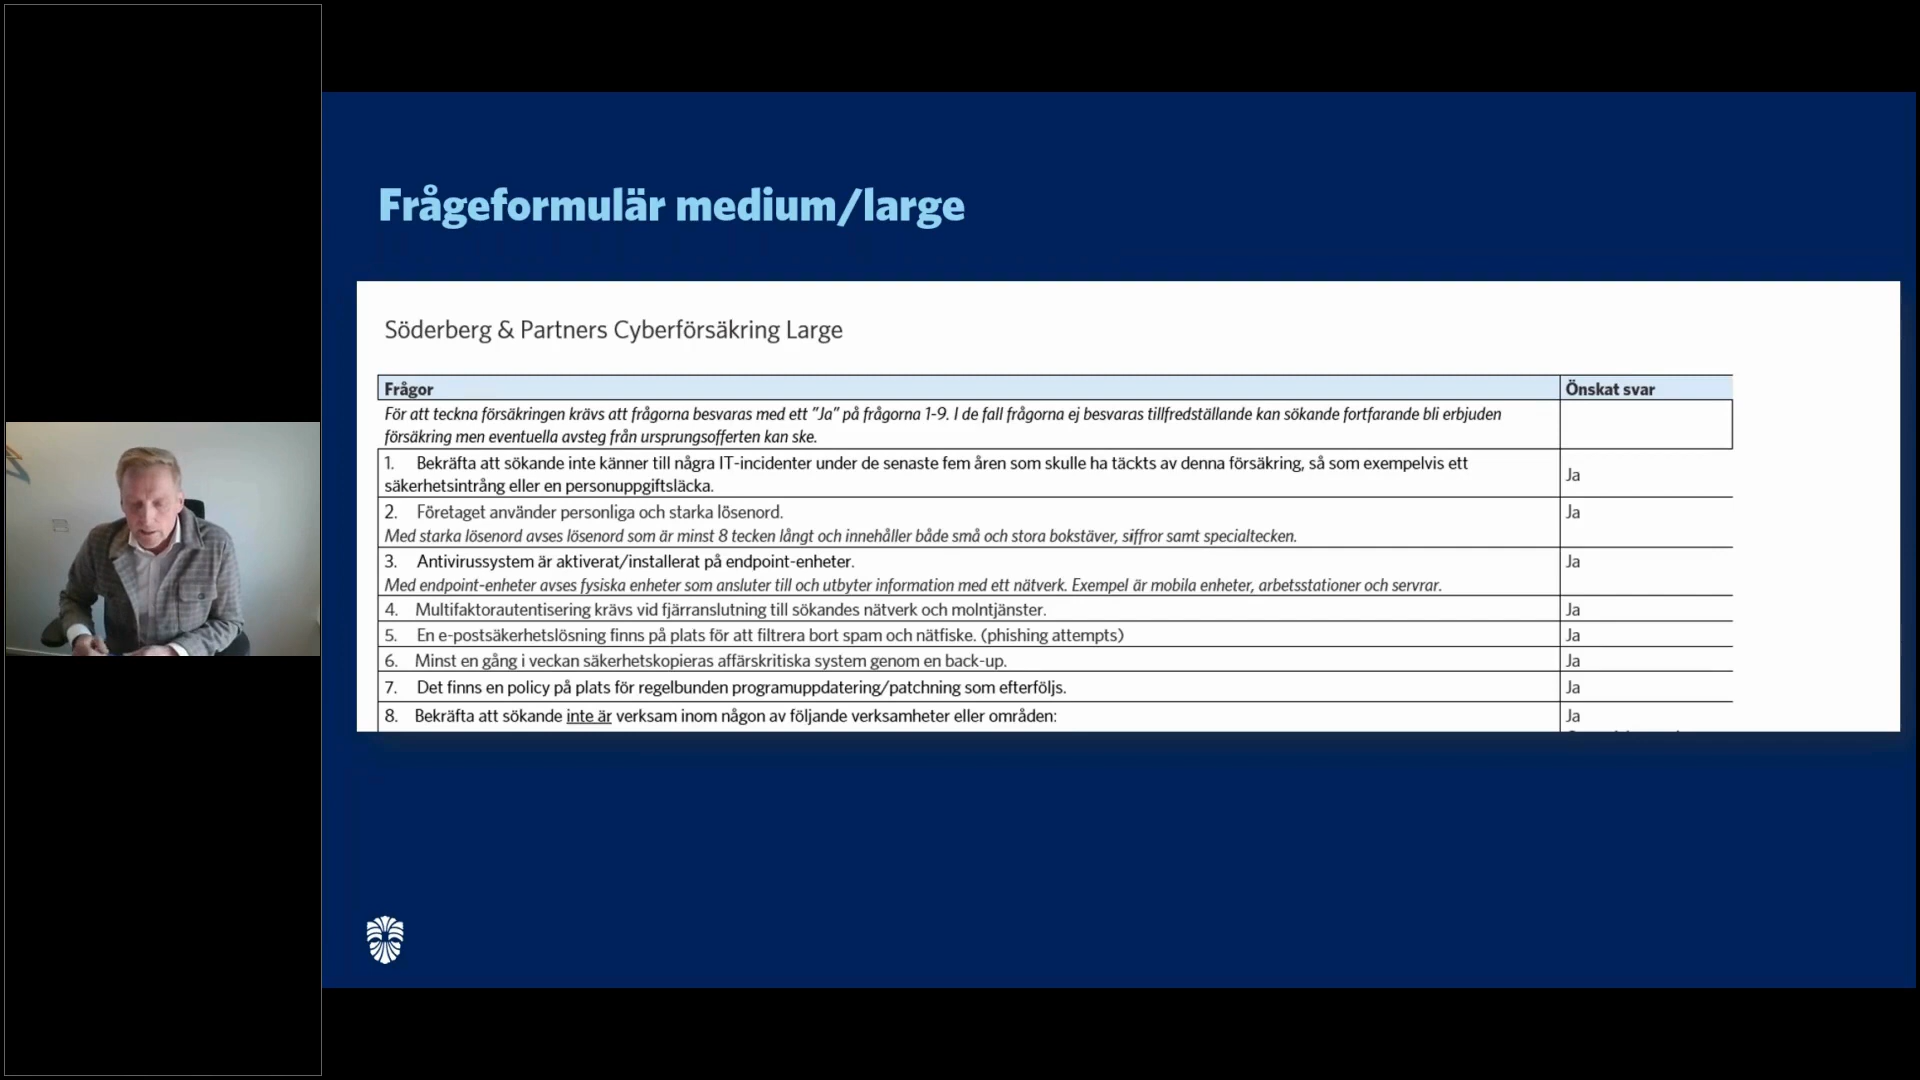 Frågeformulär medium/large
Söderberg & Partners Cyberförsäkring Large
Frågor
Önskat svar
För att teckna försäkringen krävs att frågorna besvaras med ett "Ja" på frågorna 1-9. I de fall frågorna ej besvaras tillfredställande kan sökande fortfarande bli erbjuden
försäkring men eventuella avsteg från ursprungsofferten kan ske.
1. Bekräfta att sökande inte känner till några IT-incidenter under de senaste fem åren som skulle ha täckts av denna försäkring, så som exempelvis ett
säkerhetsintrång eller en personuppgiftsläcka.
Ja
2. Företaget använder personliga och starka lösenord.
Ja
Med starka lösenord avses lösenord som är minst 8 tecken långt och innehåller både små och stora bokstäver, siffror samt specialtecken.
3. Antivirussystem är aktiverat/installerat på endpoint-enheter.
Ja
Med endpoint-enheter avses fysiska enheter som ansluter till och utbyter information med ett nätverk. Exempel är mobila enheter, arbetsstationer och servrar.
4. Multifaktorautentisering krävs vid fjärranslutning till sökandes nätverk och molntjänster.
Ja
5. En e-postsäkerhetslösning finns på plats för att filtrera bort spam och nätfiske. (phishing attempts)
Ja
6. Minst en gång i veckan säkerhetskopieras affärskritiska system genom en back-up.
Ja
7. Det finns en policy på plats för regelbunden programuppdatering/patchning som efterföljs.
Ja
8. Bekräfta att sökande inte är verksam inom någon av följande verksamheter eller områden:
Ja